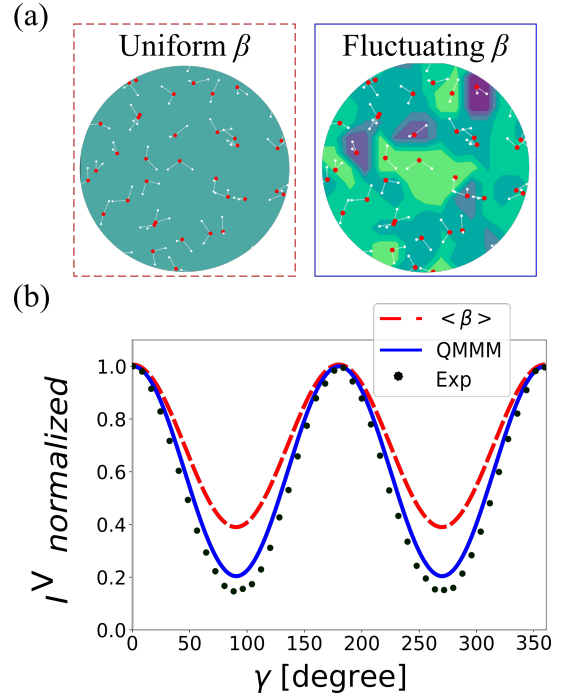 (a)
Uniform β
Fluctuating β
(b)
< β >
QMMM
Exp
I^V normalized
1.0
0.8
0.6
0.4
0.2
0.0
0 50 100 150 200 250 300 350
γ [degree]